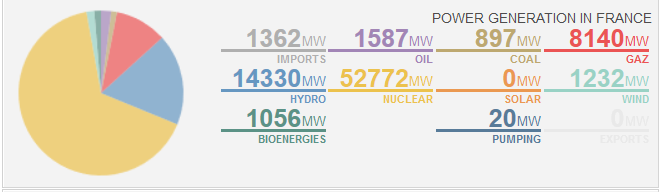 POWER GENERATION IN FRANCE
1362MW 1587MW 897MW 8140MW
IMPORTS OIL COAL GAZ
14330MW 52772MW 0MW 1232MW
HYDRO NUCLEAR SOLAR WIND
1056MW 20MW 0MW
BIOENERGIES PUMPING EXPORTS